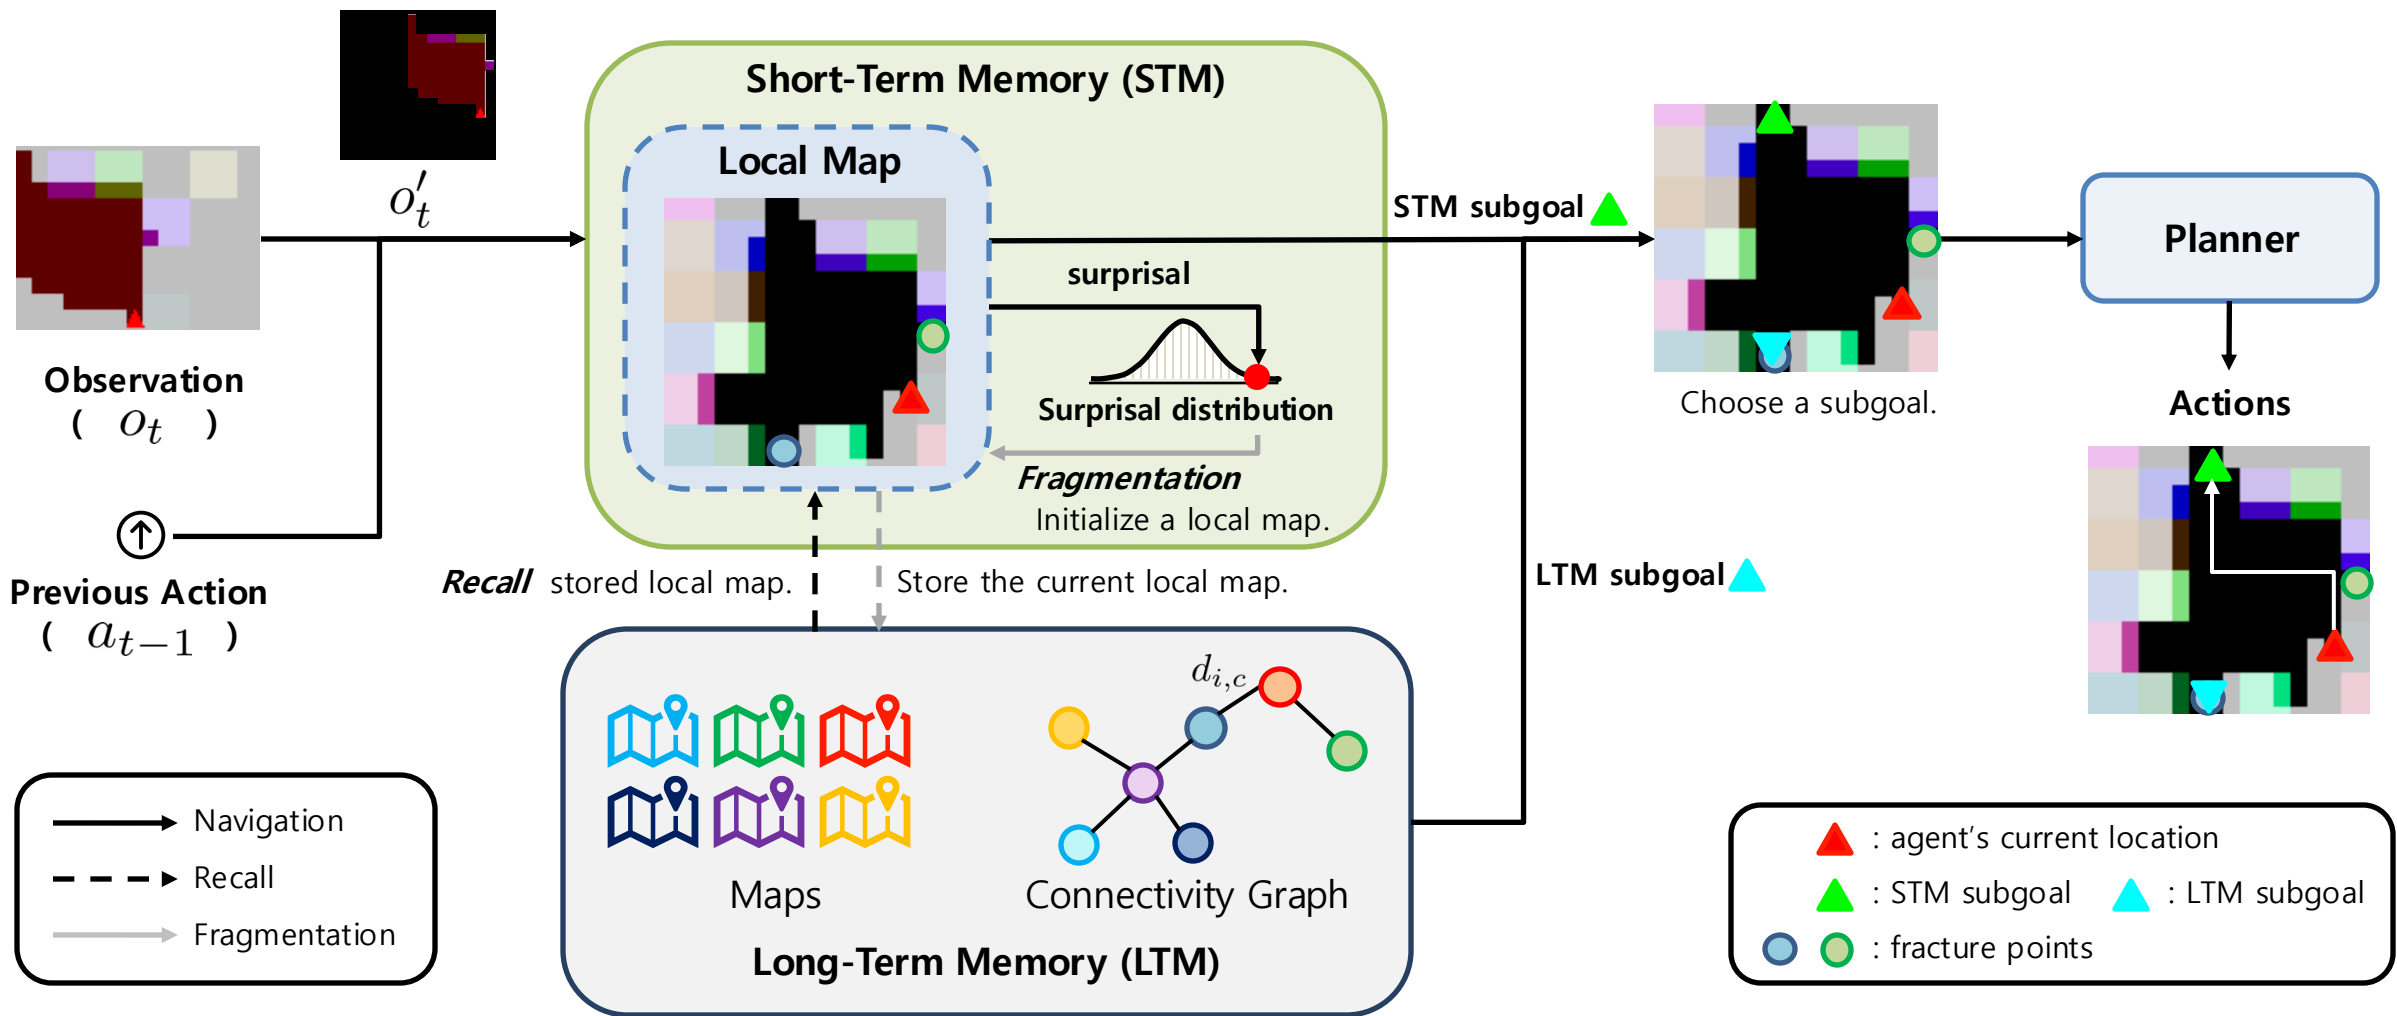 o′_t
Observation
( o_t )
Previous Action
( a_{t−1} )
Short-Term Memory (STM)
Local Map
surprisal
Surprisal distribution
Fragmentation
Initialize a local map.
STM subgoal
Choose a subgoal.
Planner
Actions
Recall stored local map.
Store the current local map.
LTM subgoal
d_{i,c}
Maps
Connectivity Graph
Long-Term Memory (LTM)
Navigation
Recall
Fragmentation
: agent's current location
: STM subgoal : LTM subgoal
: fracture points